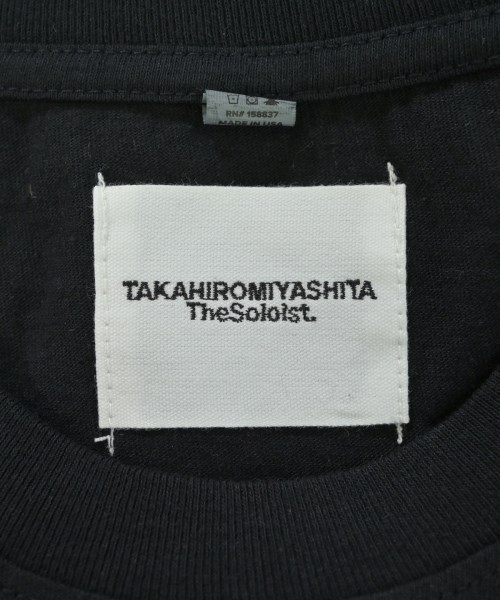 RN# 158837
MADE IN USA
TAKAHIROMIYASHITA
TheSoloist.